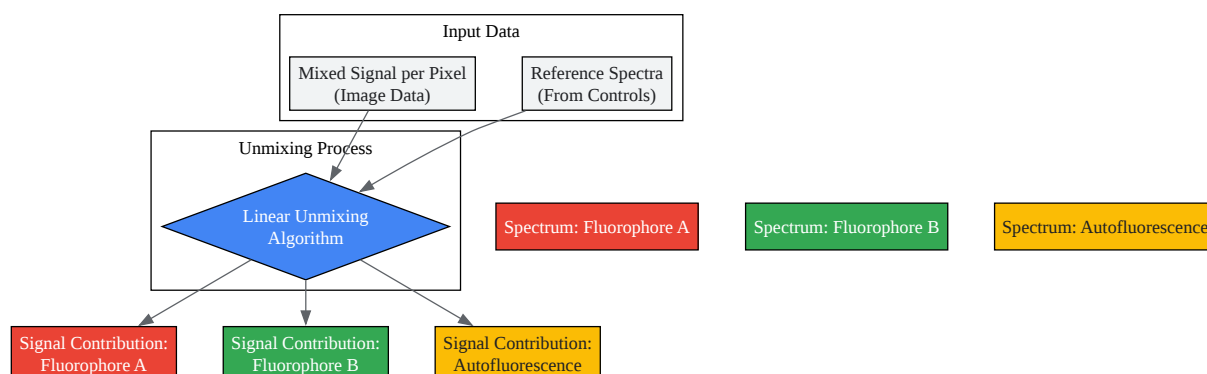 Input Data
Mixed Signal per Pixel
(Image Data)
Reference Spectra
(From Controls)
Unmixing Process
Linear Unmixing
Algorithm
Spectrum: Fluorophore A
Spectrum: Fluorophore B
Spectrum: Autofluorescence
Signal Contribution:
Fluorophore A
Signal Contribution:
Fluorophore B
Signal Contribution:
Autofluorescence